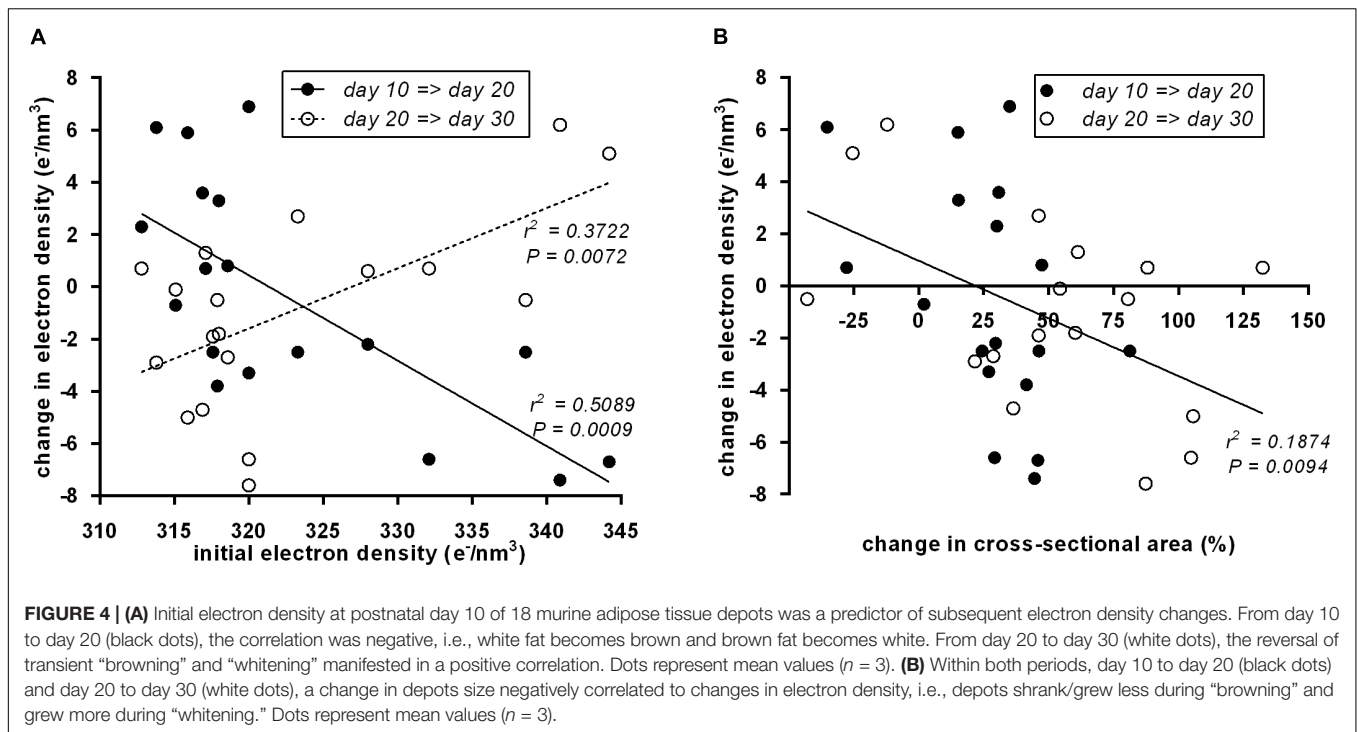 A
B
8
6
4
2
0
-2
-4
-6
-8
change in electron density (e⁻/nm³)
day 10 => day 20
day 20 => day 30
r² = 0.3722
P = 0.0072
r² = 0.5089
P = 0.0009
310 315 320 325 330 335 340 345
initial electron density (e⁻/nm³)
8
6
4
2
0
-2
-4
-6
-8
change in electron density (e⁻/nm³)
day 10 => day 20
day 20 => day 30
-25 0 25 50 75 100 125 150
r² = 0.1874
P = 0.0094
change in cross-sectional area (%)
FIGURE 4 | (A) Initial electron density at postnatal day 10 of 18 murine adipose tissue depots was a predictor of subsequent electron density changes. From day 10
to day 20 (black dots), the correlation was negative, i.e., white fat becomes brown and brown fat becomes white. From day 20 to day 30 (white dots), the reversal of
transient “browning” and “whitening” manifested in a positive correlation. Dots represent mean values (n = 3). (B) Within both periods, day 10 to day 20 (black dots)
and day 20 to day 30 (white dots), a change in depots size negatively correlated to changes in electron density, i.e., depots shrank/grew less during “browning” and
grew more during “whitening.” Dots represent mean values (n = 3).